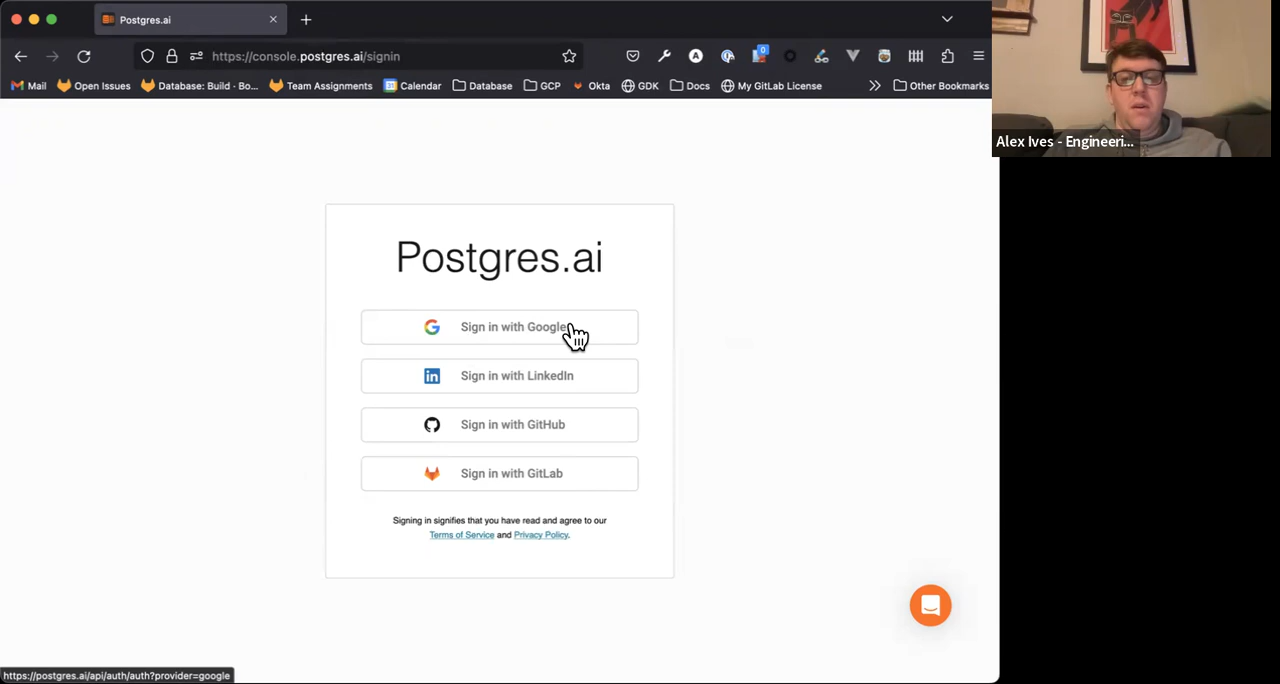 Postgres.ai
https://console.postgres.ai/signin
0
Mail
Open Issues
Database: Build - Bo...
Team Assignments
Calendar
Database
GCP
Okta
GDK
Docs
My GitLab License
Other Bookmarks
Alex Ives - Engineeri...
Postgres.ai
Sign in with Google
Sign in with LinkedIn
Sign in with GitHub
Sign in with GitLab
Signing in signifies that you have read and agree to our
Terms of Service and Privacy Policy.
https://postgres.ai/api/auth/auth?provider=google